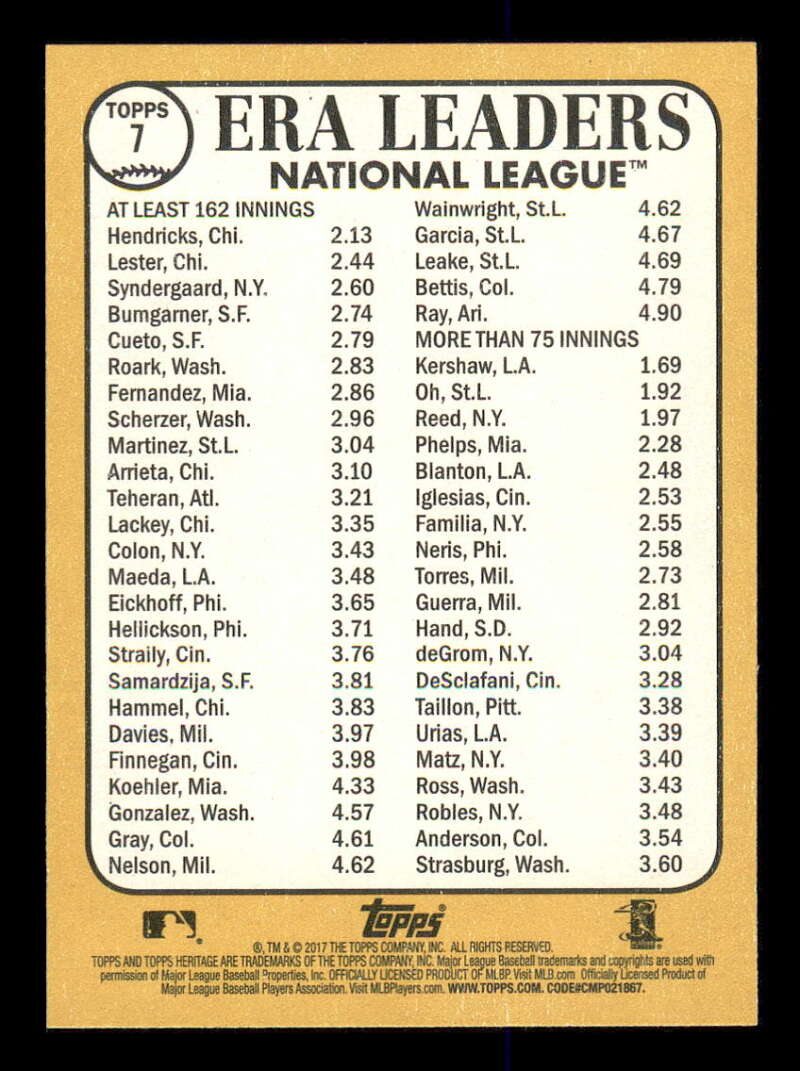 TOPPS
7
ERA LEADERS
NATIONAL LEAGUE™
AT LEAST 162 INNINGS
Hendricks, Chi. 2.13
Lester, Chi. 2.44
Syndergaard, N.Y. 2.60
Bumgarner, S.F. 2.74
Cueto, S.F. 2.79
Roark, Wash. 2.83
Fernandez, Mia. 2.86
Scherzer, Wash. 2.96
Martinez, St.L. 3.04
Arrieta, Chi. 3.10
Teheran, Atl. 3.21
Lackey, Chi. 3.35
Colon, N.Y. 3.43
Maeda, L.A. 3.48
Eickhoff, Phi. 3.65
Hellickson, Phi. 3.71
Straily, Cin. 3.76
Samardzija, S.F. 3.81
Hammel, Chi. 3.83
Davies, Mil. 3.97
Finnegan, Cin. 3.98
Koehler, Mia. 4.33
Gonzalez, Wash. 4.57
Gray, Col. 4.61
Nelson, Mil. 4.62
Wainwright, St.L. 4.62
Garcia, St.L. 4.67
Leake, St.L. 4.69
Bettis, Col. 4.79
Ray, Ari. 4.90
MORE THAN 75 INNINGS
Kershaw, L.A. 1.69
Oh, St.L. 1.92
Reed, N.Y. 1.97
Phelps, Mia. 2.28
Blanton, L.A. 2.48
Iglesias, Cin. 2.53
Familia, N.Y. 2.55
Neris, Phi. 2.58
Torres, Mil. 2.73
Guerra, Mil. 2.81
Hand, S.D. 2.92
deGrom, N.Y. 3.04
DeSclafani, Cin. 3.28
Taillon, Pitt. 3.38
Urias, L.A. 3.39
Matz, N.Y. 3.40
Ross, Wash. 3.43
Robles, N.Y. 3.48
Anderson, Col. 3.54
Strasburg, Wash. 3.60
Topps®
®, TM & © 2017 THE TOPPS COMPANY, INC. ALL RIGHTS RESERVED.
TOPPS AND TOPPS HERITAGE ARE TRADEMARKS OF THE TOPPS COMPANY, INC. Major League Baseball trademarks and copyrights are used with
permission of Major League Baseball Properties, Inc. OFFICIALLY LICENSED PRODUCT OF MLBP. Visit MLB.com Officially Licensed Product of
Major League Baseball Players Association. Visit MLBPlayers.com. WWW.TOPPS.COM. CODE#CMP021867.